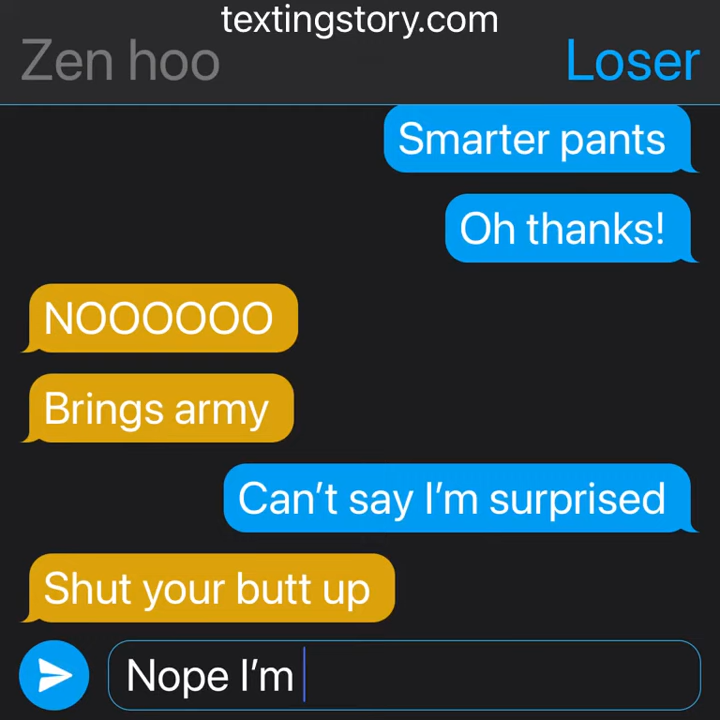 textingstory.com
Zen hoo Loser
Smarter pants
Oh thanks!
NOOOOOO
Brings army
Can’t say I’m surprised
Shut your butt up
Nope I’m